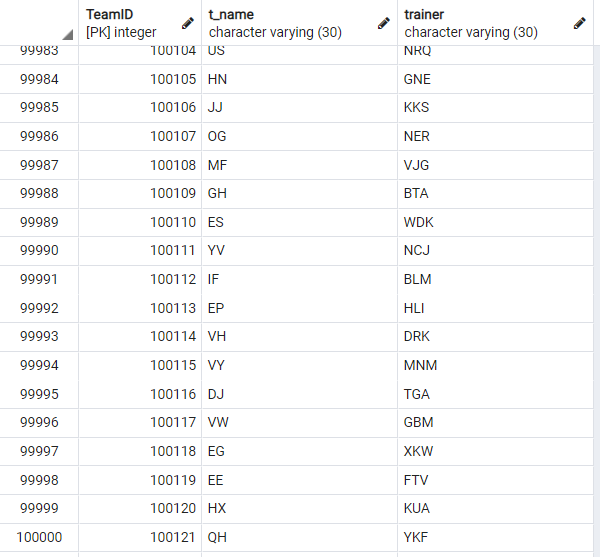 TeamID t_name trainer
[PK] integer character varying (30) character varying (30)
99983 100104 US NRQ
99984 100105 HN GNE
99985 100106 JJ KKS
99986 100107 OG NER
99987 100108 MF VJG
99988 100109 GH BTA
99989 100110 ES WDK
99990 100111 YV NCJ
99991 100112 IF BLM
99992 100113 EP HLI
99993 100114 VH DRK
99994 100115 VY MNM
99995 100116 DJ TGA
99996 100117 VW GBM
99997 100118 EG XKW
99998 100119 EE FTV
99999 100120 HX KUA
100000 100121 QH YKF